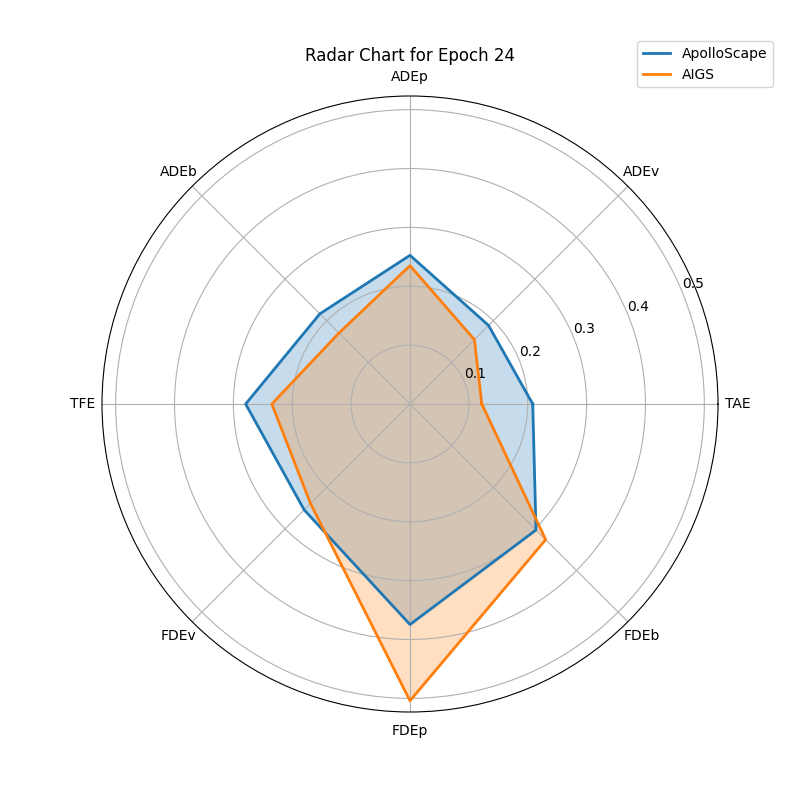 Radar Chart for Epoch 24
ApolloScape
AIGS
ADEp
ADEb
ADEv
0.5
0.4
0.3
0.2
0.1
TFE
TAE
FDEv
FDEb
FDEp